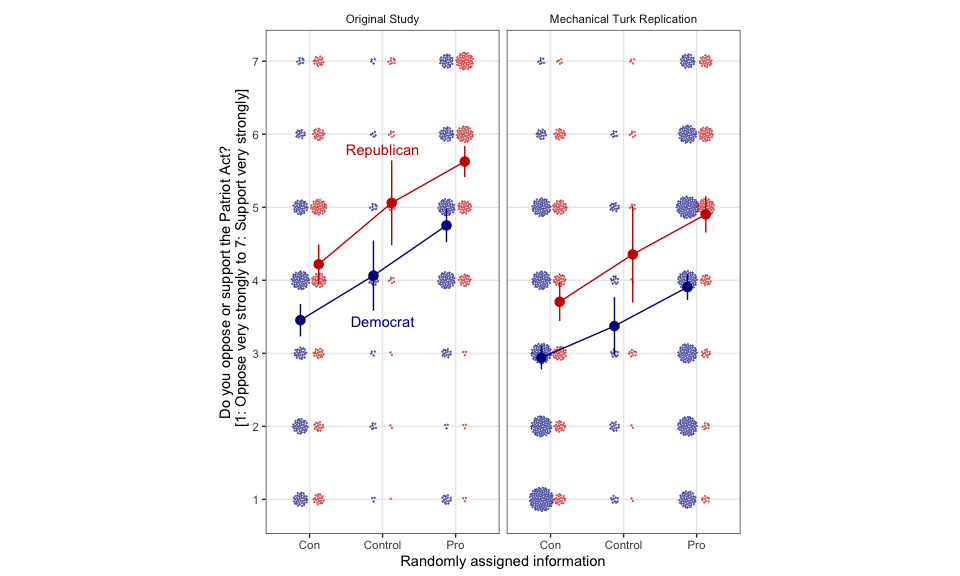 Original Study
Mechanical Turk Replication
Do you oppose or support the Patriot Act?
[1: Oppose very strongly to 7: Support very strongly]
7
6
5
4
3
2
1
Republican
Democrat
Con
Control
Pro
Con
Control
Pro
Randomly assigned information